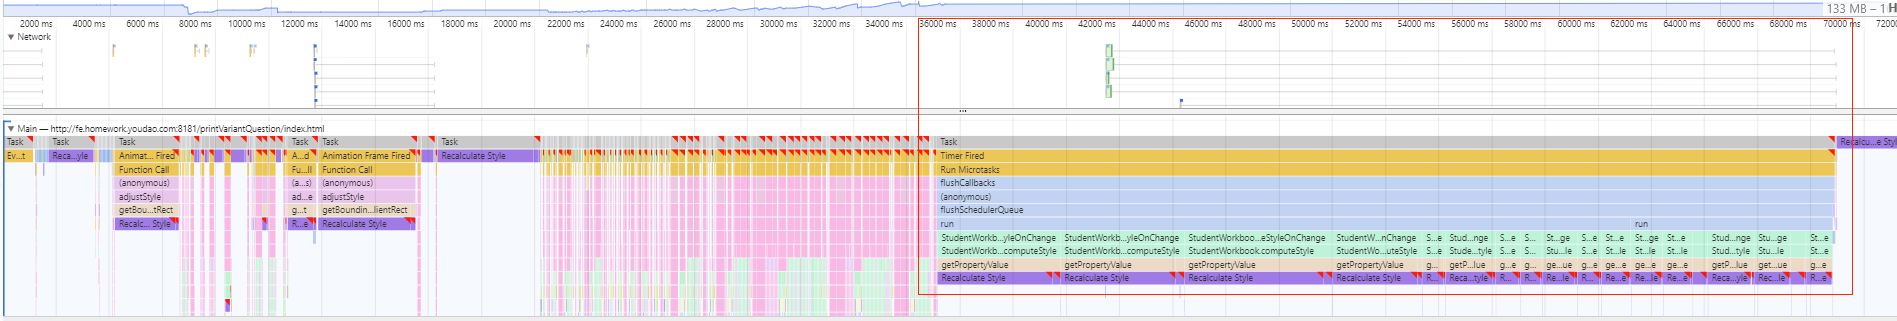 133 MB – 1 H
2000 ms 4000 ms 6000 ms 8000 ms 10000 ms 12000 ms 14000 ms 16000 ms 18000 ms 20000 ms 22000 ms 24000 ms 26000 ms 28000 ms 30000 ms 32000 ms 34000 ms 36000 ms 38000 ms 40000 ms 42000 ms 44000 ms 46000 ms 48000 ms 50000 ms 52000 ms 54000 ms 56000 ms 58000 ms 60000 ms 62000 ms 64000 ms 66000 ms 68000 ms 70000 ms 72000
▼ Network
▼ Main — http://fe.homework.youdao.com:8181/printVariantQuestion/index.html
Task Task Task Task Task Task Task
Ev...t Reca...yle Animat... Fired A...d Animation Frame Fired Recalculate Style Timer Fired Recalcu...e Styl
Function Call Fu...ll Function Call Run Microtasks
(anonymous) (a...s) (anonymous) flushCallbacks
adjustStyle ad...e adjustStyle (anonymous)
getBou...tRect g...t getBoundin...lientRect flushSchedulerQueue
Recalc... Style R...e Recalculate Style run run
StudentWorkb...yleOnChange StudentWorkb...yleOnChange StudentWorkboo...eStyleOnChange StudentW...nChange S...e Stud...nge S...e S... St...ge S...e St...e St...e St...e Stud...nge St...ge St...e
StudentWorkb...computeStyle StudentWorkb...computeStyle StudentWorkbook.computeStyle StudentWo...uteStyle S...e Stud...tyle S...e S... St...le S...e St...e St...e St...e Stud...tyle St...le St...e
getPropertyValue getPropertyValue getPropertyValue getPropertyValue g... getP...lue g...e g... ge...ue g...e ge...e ge...e ge...e getP...lue get...ue g...e
Recalculate Style Recalculate Style Recalculate Style Recalculate Style R... Reca...tyle R...e R... Re...le R...e Re...e Re...e Re...e Reca...yle Rec...le R...e